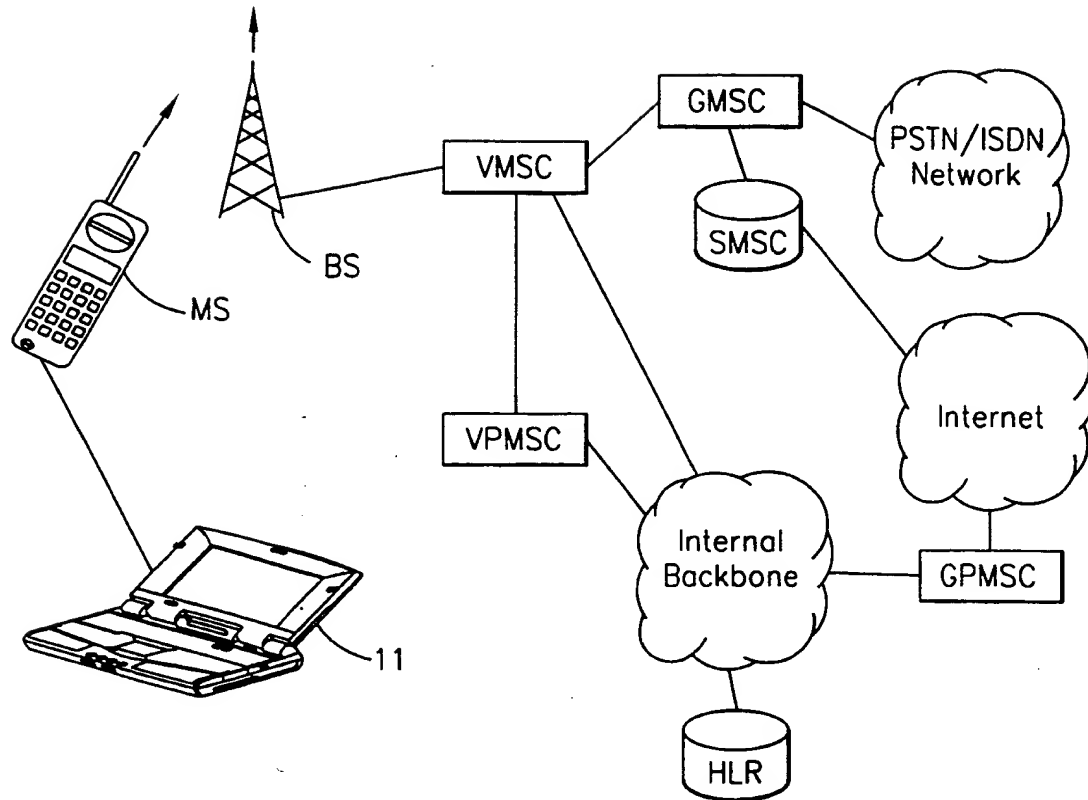 GMSC
PSTN/ISDN
Network
VMSC
SMSC
BS
MS
Internet
VPMSC
Internal
Backbone
GPMSC
11
HLR